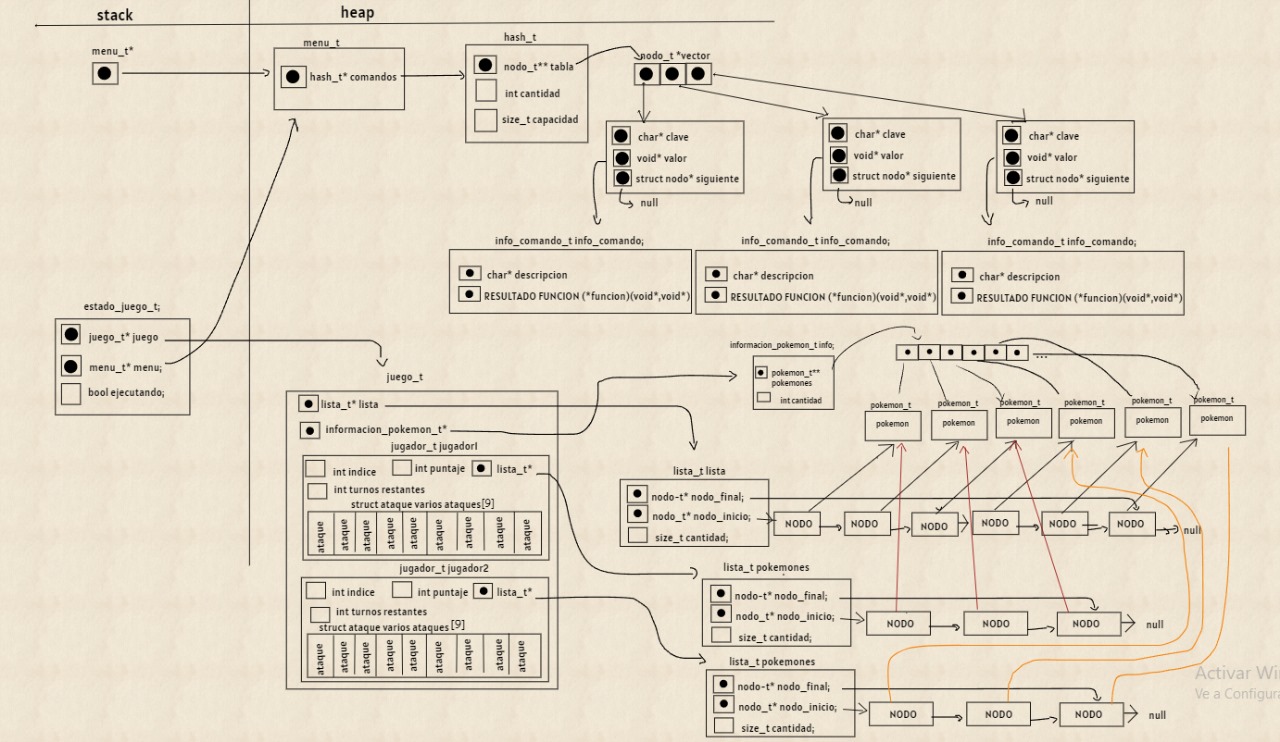 stack
heap
menu_t*
menu_t
hash_t* comandos
hash_t
nodo_t** tabla
int cantidad
size_t capacidad
nodo_t *vector
char* clave
void* valor
struct nodo* siguiente
null
char* clave
void* valor
struct nodo* siguiente
null
char* clave
void* valor
struct nodo* siguiente
null
info_comando_t info_comando;
char* descripcion
RESULTADO FUNCION (*funcion)(void*,void*)
info_comando_t info_comando;
char* descripcion
RESULTADO FUNCION (*funcion)(void*,void*)
info_comando_t info_comando;
char* descripcion
RESULTADO FUNCION (*funcion)(void*,void*)
estado_juego_t;
juego_t* juego
menu_t* menu;
bool ejecutando;
juego_t
lista_t* lista
informacion_pokemon_t*
jugador_t jugador1
int indice
int puntaje
lista_t*
int turnos restantes
struct ataque varios ataques[9]
ataque
ataque
ataque
ataque
ataque
ataque
ataque
ataque
ataque
jugador_t jugador2
int indice
int puntaje
lista_t*
int turnos restantes
struct ataque varios ataques[9]
ataque
ataque
ataque
ataque
ataque
ataque
ataque
ataque
ataque
informacion_pokemon_t info;
pokemon_t**
pokemones
int cantidad
...
pokemon_t
pokemon
pokemon_t
pokemon
pokemon_t
pokemon
pokemon_t
pokemon
pokemon_t
pokemon
pokemon_t
pokemon
lista_t lista
nodo-t* nodo_final;
nodo_t* nodo_inicio;
size_t cantidad;
NODO
NODO
NODO
NODO
NODO
NODO
null
lista_t pokemones
nodo-t* nodo_final;
nodo_t* nodo_inicio;
size_t cantidad;
NODO
NODO
NODO
null
lista_t pokemones
nodo-t* nodo_final;
nodo_t* nodo_inicio;
size_t cantidad;
NODO
NODO
NODO
null
Activar Wi
Ve a Configura